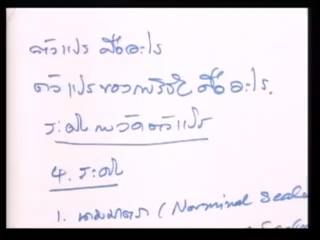 ตัวแปร คืออะไร
ตัวแปรของการวิจัย คืออะไร.
ระดับการวัดตัวแปร
4. ระดับ
1. นามมาตรา (Norminal Scale